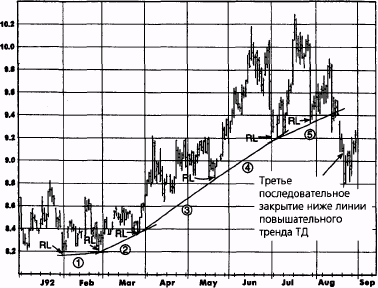 10.2
10.0
9.8
9.6
9.4
9.2
9.0
8.8
8.6
8.4
8.2
RL
RL
RL
RL
RL
RL
①
②
③
④
⑤
Третье
последовательное
закрытие ниже линии
повышательного
тренда ТД
J92
Feb
Mar
Apr
May
Jun
Jul
Aug
Sep